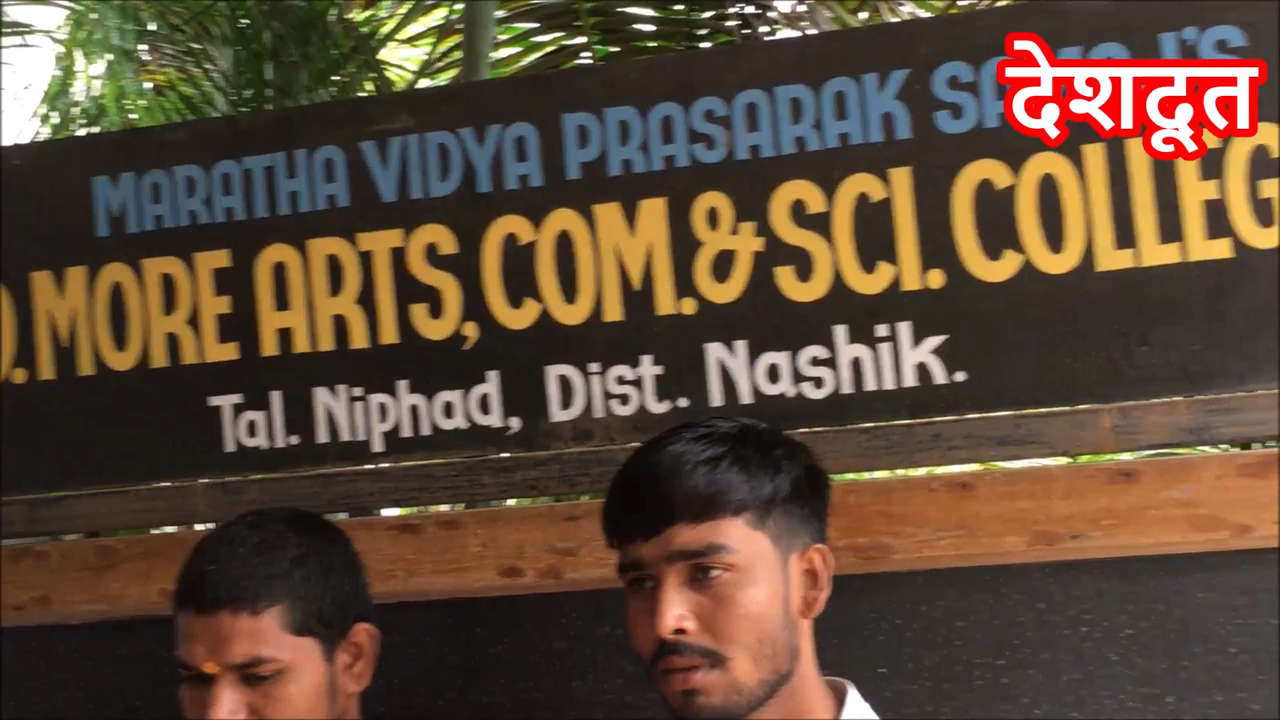 MARATHA VIDYA PRASARAK
देशदूत
MORE ARTS, COM. & SCI. COLLEG
Tal. Niphad, Dist. Nashik.